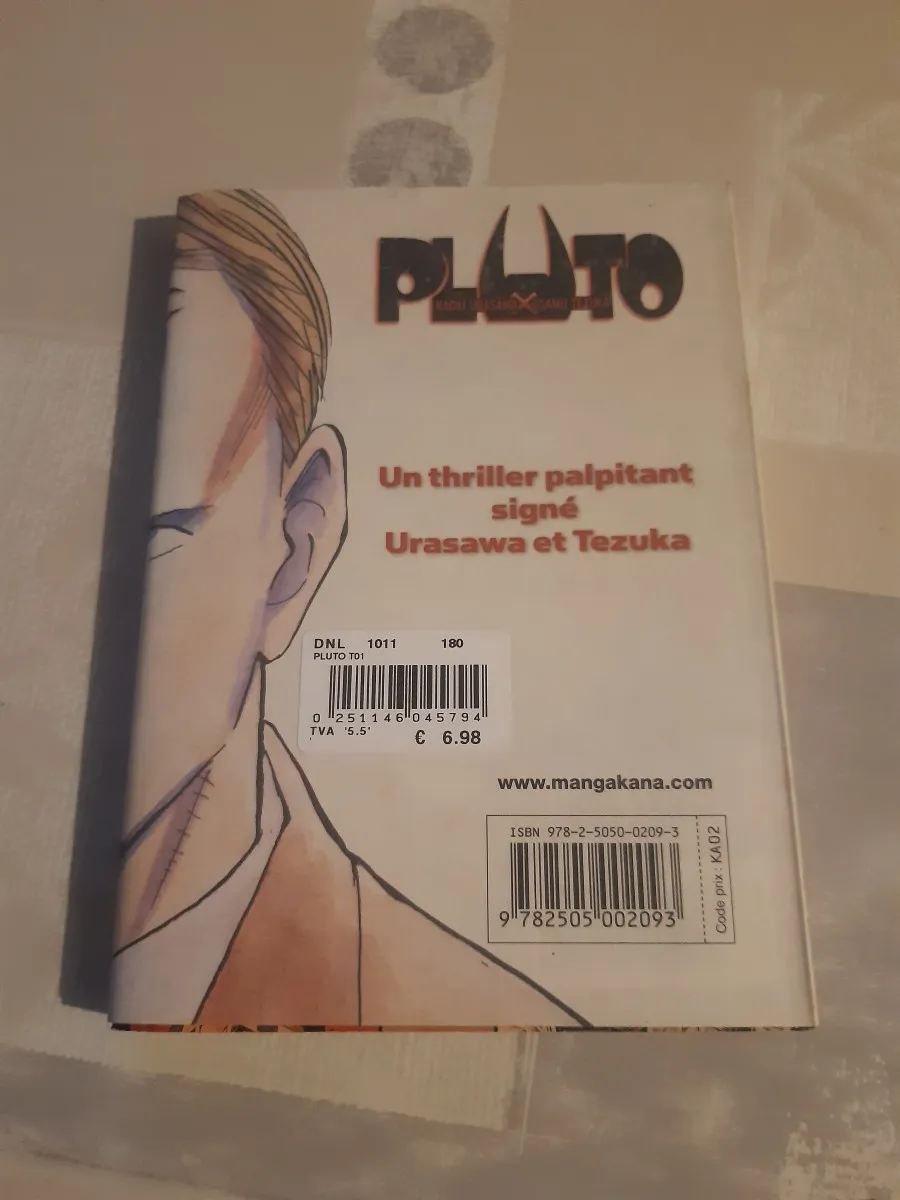 PLUTO
NAOKI URASAWA X OSAMU TEZUKA
Un thriller palpitant
signé
Urasawa et Tezuka
DNL 1011 180
PLUTO T01
0 251146 045794
TVA '5.5' € 6.98
www.mangakana.com
ISBN 978-2-5050-0209-3
9 782505 002093
Code prix : KA02